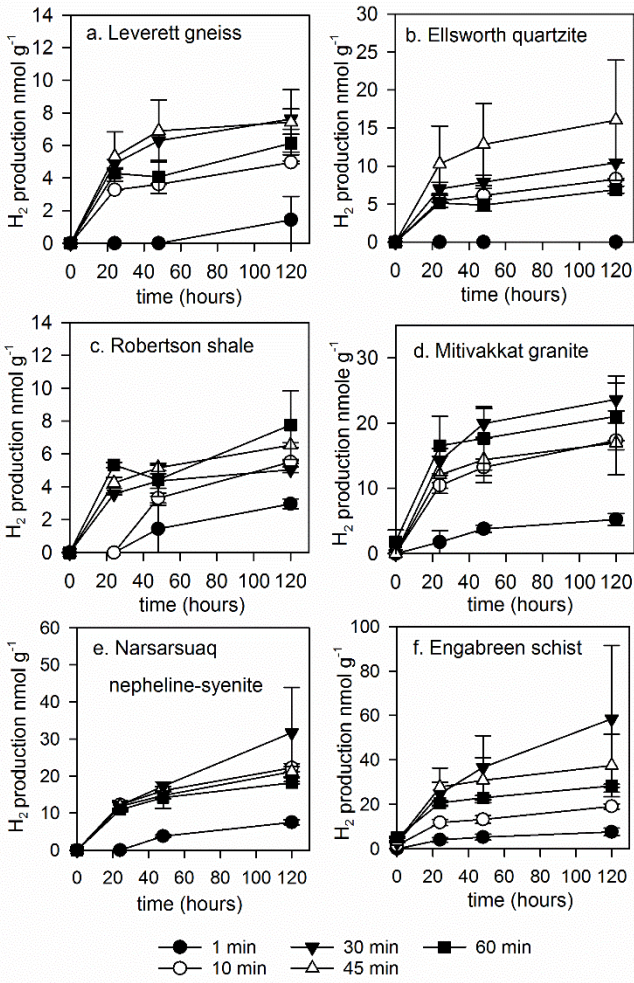 a. Leverett gneiss
H₂ production nmol g⁻¹
14
12
10
8
6
4
2
0
0 20 40 60 80 100 120
time (hours)
b. Ellsworth quartzite
H₂ production nmol g⁻¹
30
25
20
15
10
5
0
0 20 40 60 80 100 120
time (hours)
c. Robertson shale
H₂ production nmol g⁻¹
14
12
10
8
6
4
2
0
0 20 40 60 80 100 120
time (hours)
d. Mitivakkat granite
H₂ production nmole g⁻¹
30
20
10
0
0 20 40 60 80 100 120
time (hours)
e. Narsarsuaq
nepheline-syenite
H₂ production nmol g⁻¹
60
50
40
30
20
10
0
0 20 40 60 80 100 120
time (hours)
f. Engabreen schist
H₂ production nmol g⁻¹
100
80
60
40
20
0
0 20 40 60 80 100 120
time (hours)
1 min 30 min 60 min
10 min 45 min